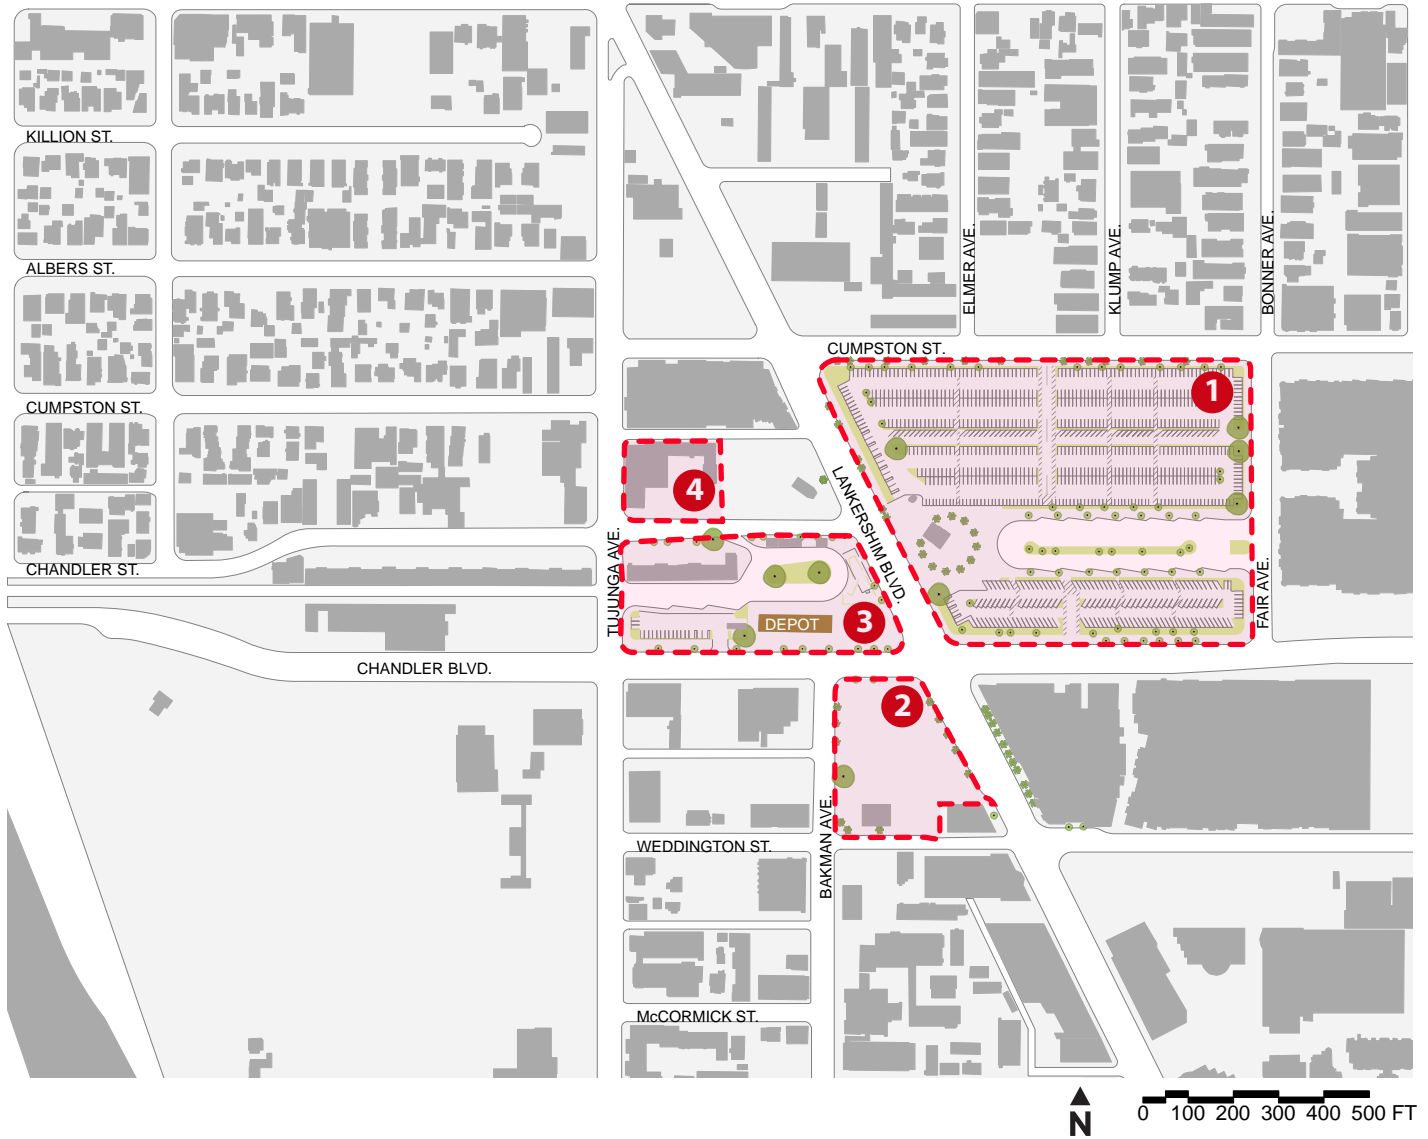 KILLION ST.
ALBERS ST.
ELMER AVE.
KLUMP AVE.
BONNER AVE.
CUMPSTON ST.
1
CUMPSTON ST.
4
LANKERSHIM BLVD.
TUJUNGA AVE.
CHANDLER ST.
FAIR AVE.
DEPOT
3
CHANDLER BLVD.
2
BAKMAN AVE.
WEDDINGTON ST.
McCORMICK ST.
N
0 100 200 300 400 500 FT